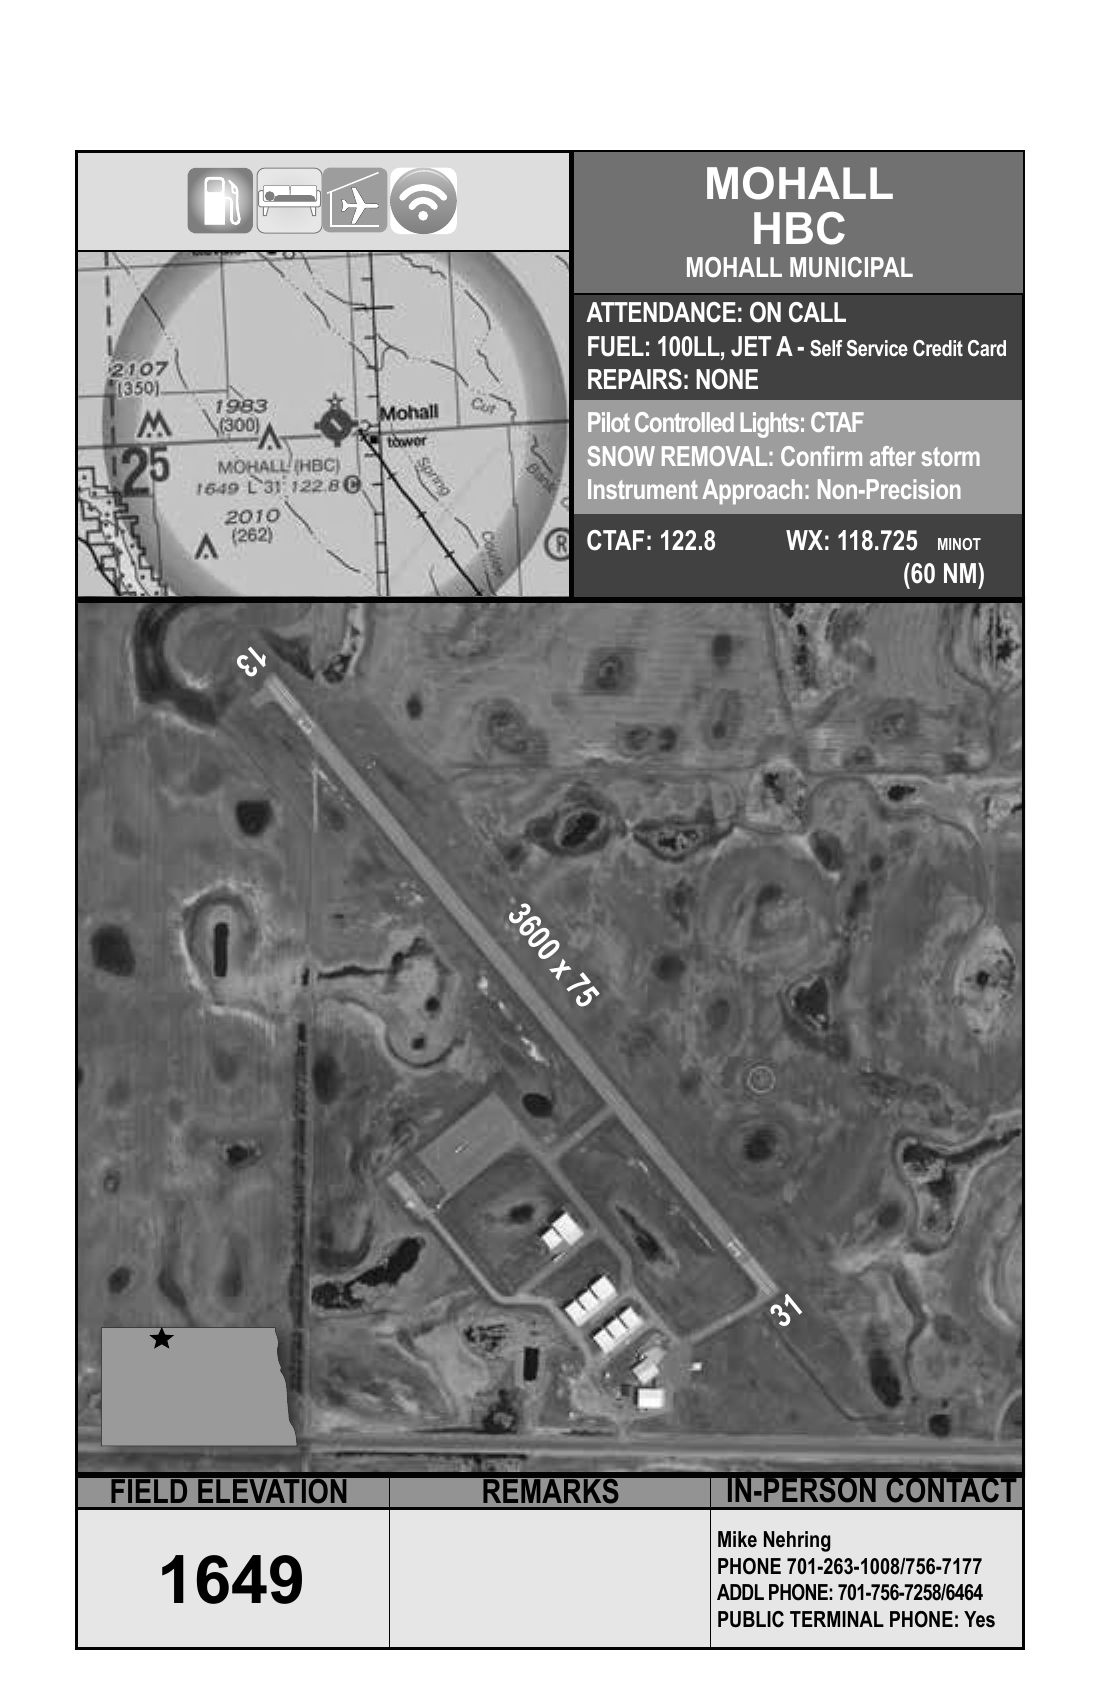 MOHALL
HBC
MOHALL MUNICIPAL
ATTENDANCE: ON CALL
FUEL: 100LL, JET A - Self Service Credit Card
REPAIRS: NONE
Pilot Controlled Lights: CTAF
SNOW REMOVAL: Confirm after storm
Instrument Approach: Non-Precision
CTAF: 122.8 WX: 118.725 MINOT
(60 NM)
2107
(350)
1983
(300)
Mohall
tower
Cut
Bank
Spring
MOHALL (HBC)
1649 L 31 122.8 C
25
2010
(262)
R
13
3600 x 75
31
FIELD ELEVATION
1649
REMARKS
IN-PERSON CONTACT
Mike Nehring
PHONE 701-263-1008/756-7177
ADDL PHONE: 701-756-7258/6464
PUBLIC TERMINAL PHONE: Yes